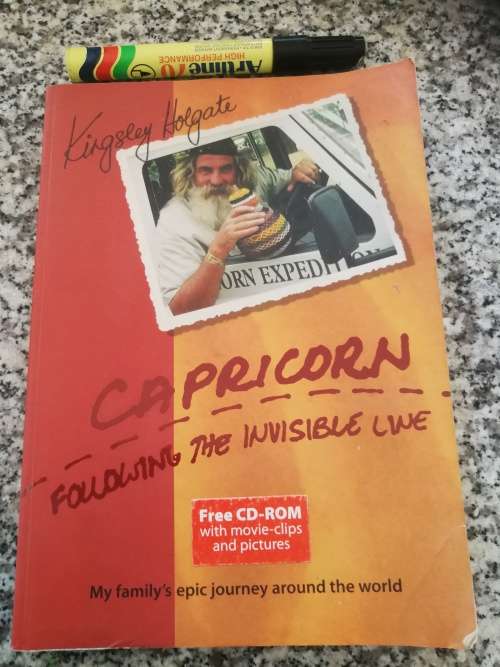 Artline 70
HIGH PERFORMANCE
Kingsley Holgate
ORN EXPEDI
CAPRICORN
FOLLOWING THE INVISIBLE LINE
Free CD-ROM
with movie-clips
and pictures
My family's epic journey around the world